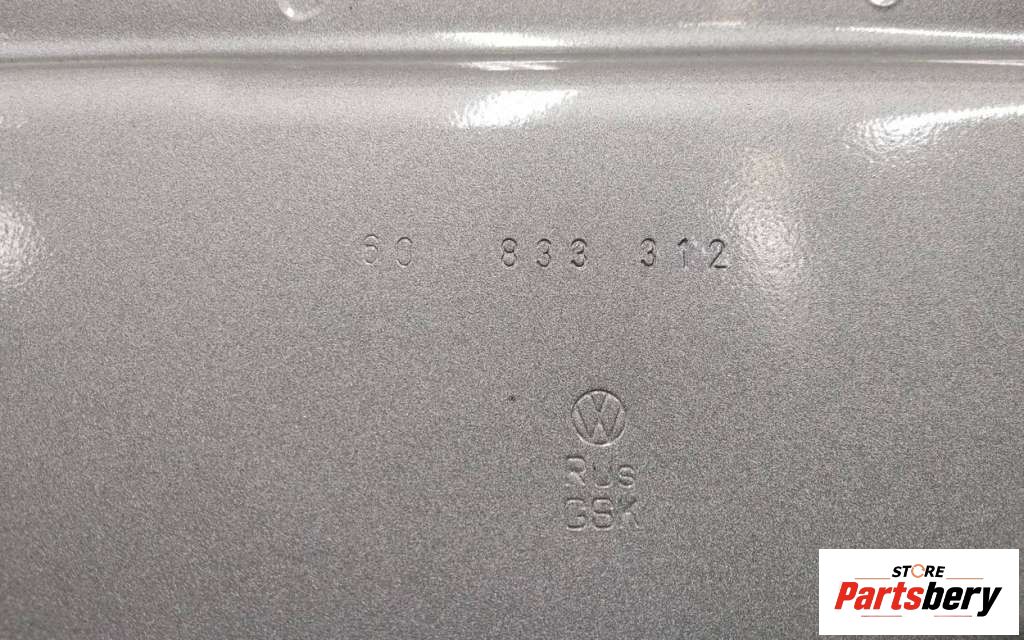 60 833 312
W
Rus
GSK
STORE
Partsbery